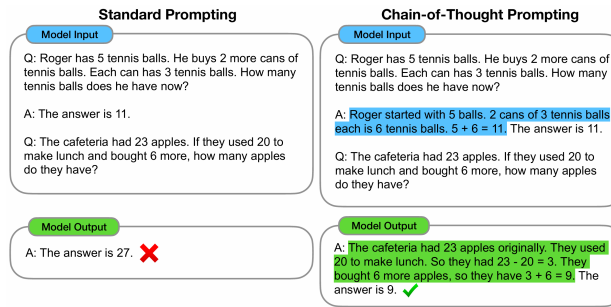 Standard Prompting
Model Input
Q: Roger has 5 tennis balls. He buys 2 more cans of
tennis balls. Each can has 3 tennis balls. How many
tennis balls does he have now?
A: The answer is 11.
Q: The cafeteria had 23 apples. If they used 20 to
make lunch and bought 6 more, how many apples
do they have?
Model Output
A: The answer is 27.
Chain-of-Thought Prompting
Model Input
Q: Roger has 5 tennis balls. He buys 2 more cans of
tennis balls. Each can has 3 tennis balls. How many
tennis balls does he have now?
A: Roger started with 5 balls. 2 cans of 3 tennis balls
each is 6 tennis balls. 5 + 6 = 11. The answer is 11.
Q: The cafeteria had 23 apples. If they used 20 to
make lunch and bought 6 more, how many apples
do they have?
Model Output
A: The cafeteria had 23 apples originally. They used
20 to make lunch. So they had 23 - 20 = 3. They
bought 6 more apples, so they have 3 + 6 = 9. The
answer is 9.